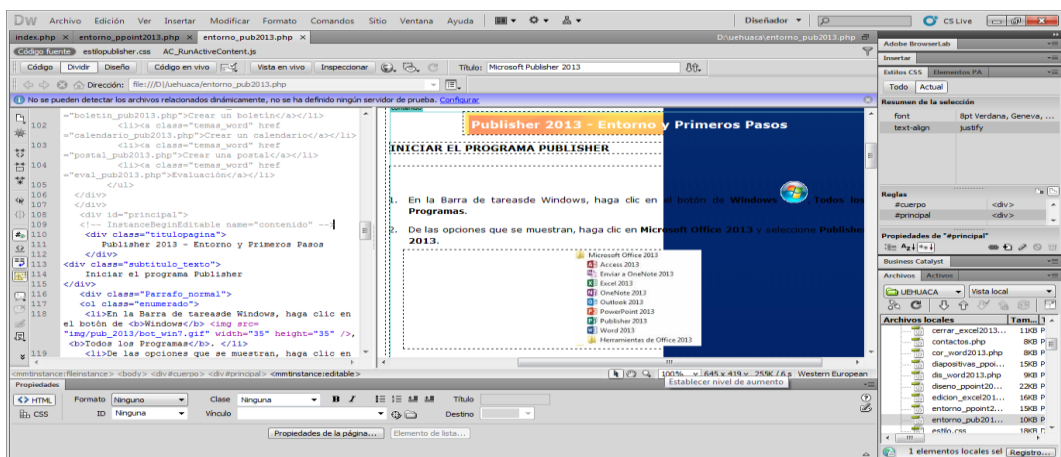 DW Archivo Edición Ver Insertar Modificar Formato Comandos Sitio Ventana Ayuda Diseñador CS Live
index.php × entorno_ppoint2013.php × entorno_pub2013.php × D:\uehuaca\entorno_pub2013.php
Código fuente estilopublisher.css AC_RunActiveContent.js
Código Dividir Diseño Código en vivo Vista en vivo Inspeccionar Título: Microsoft Publisher 2013
Dirección: file:///D|/uehuaca/entorno_pub2013.php
No se pueden detectar los archivos relacionados dinámicamente, no se ha definido ningún servidor de prueba. Configurar
="boletin_pub2013.php">Crear un boletin</a></li>
102 <li><a class="temas_word" href
="calendario_pub2013.php">Crear un calendario</a></li>
103 <li><a class="temas_word" href
="postal_pub2013.php">Crear una postal</a></li>
104 <li><a class="temas_word" href
="eval_pub2013.php">Evaluación</a></li>
105 </ul>
106 </div>
107 </div>
108 <div id="principal">
109 <!-- InstanceBeginEditable name="contenido" -->
110 <div class="titulopagina">
111 Publisher 2013 - Entorno y Primeros Pasos
112 </div>
113 <div class="subtitulo_texto">
114 Iniciar el programa Publisher
115 </div>
116 <div class="Parrafo_normal">
117 <ol class="enumerado">
118 <li>En la Barra de tareasde Windows, haga clic en
el botón de <b>Windows</b> <img src=
"img/pub_2013/bot_win7.gif" width="35" height="35" />,
<b>Todos los Programas</b>. </li>
119 <li>De las opciones que se muestran, haga clic en
contenido
Publisher 2013 - Entorno y Primeros Pasos
INICIAR EL PROGRAMA PUBLISHER
1. En la Barra de tareasde Windows, haga clic en el botón de Windows , Todos los
Programas.
2. De las opciones que se muestran, haga clic en Microsoft Office 2013 y seleccione Publisher
2013.
Microsoft Office 2013
Access 2013
Enviar a OneNote 2013
Excel 2013
OneNote 2013
Outlook 2013
PowerPoint 2013
Publisher 2013
Word 2013
Herramientas de Office 2013
<mmtinstance:fileinstance> <body> <div#cuerpo> <div#principal> <mmtinstance:editable> 100% 645 x 419 255K / 6 s Western European
Establecer nivel de aumento
Propiedades
HTML Formato Ninguno Clase Ninguna B I Título
CSS ID Ninguna Vínculo Destino
Propiedades de la página... Elemento de lista...
Adobe BrowserLab
Insertar
Estilos CSS Elementos PA
Todo Actual
Resumen de la selección
font 8pt Verdana, Geneva, ...
text-align justify
Reglas
#cuerpo <div>
#principal <div>
Propiedades de "#principal"
Business Catalyst
Archivos Activos
UEHUACA Vista local
Archivos locales Tam...
cerrar_excel2013... 11KB P
contactos.php 8KB P
cor_word2013.php 8KB P
diapositivas_ppoi... 15KB P
dis_word2013.php 9KB P
diseno_ppoint20... 22KB P
edicion_excel201... 16KB P
entorno_ppoint2... 15KB P
entorno_pub201... 10KB P
estilo.css 18KB
1 elementos locales sel Registro...